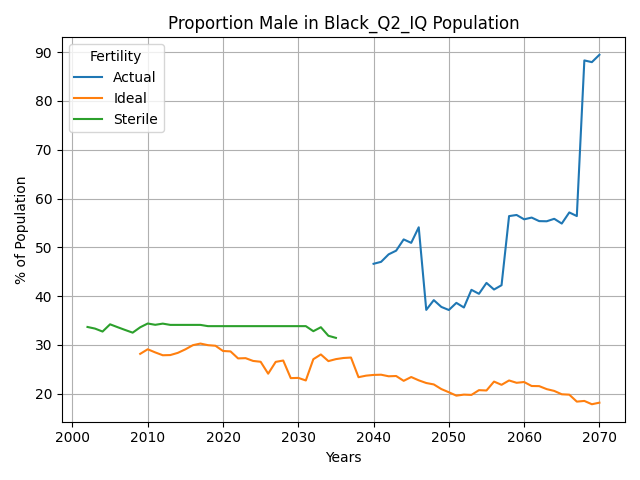 Proportion Male in Black_Q2_IQ Population
Fertility
Actual
Ideal
Sterile
% of Population
90
80
70
60
50
40
30
20
2000 2010 2020 2030 2040 2050 2060 2070
Years